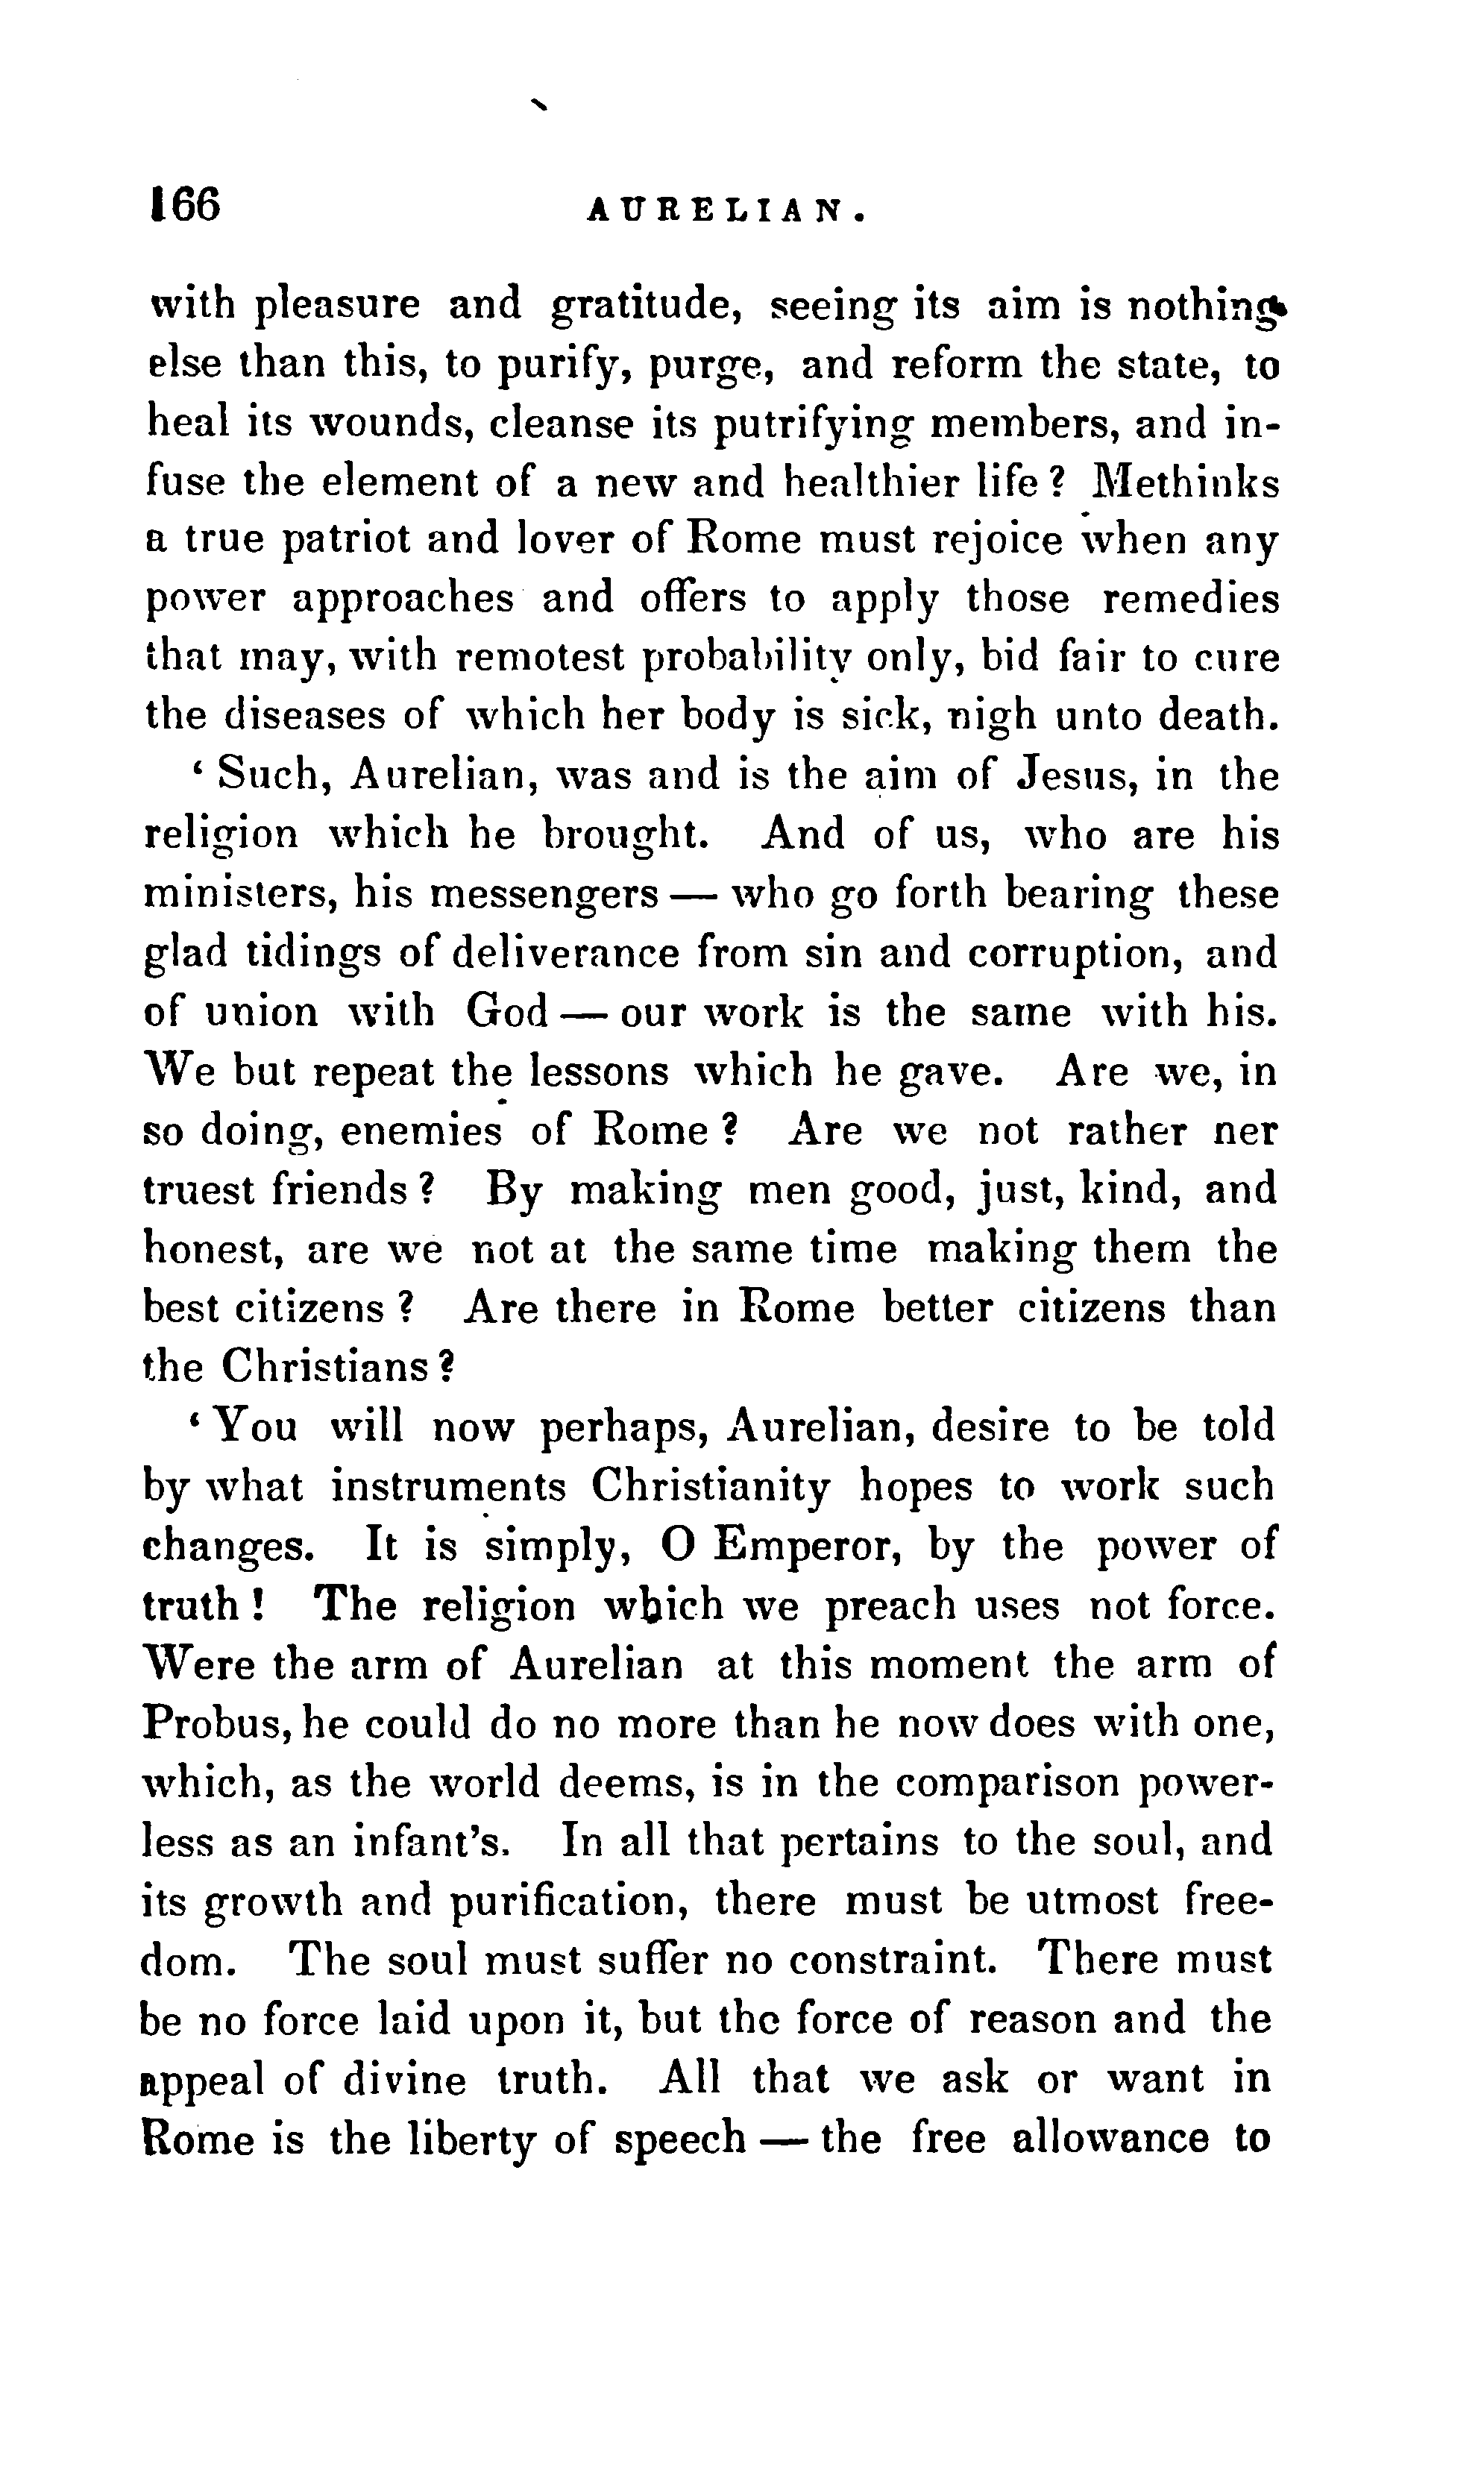 166 AURELIAN.
with pleasure and gratitude, seeing its aim is nothing
else than this, to purify, purge, and reform the state, to
heal its wounds, cleanse its putrifying members, and in-
fuse the element of a new and healthier life? Methinks
a true patriot and lover of Rome must rejoice when any
power approaches and offers to apply those remedies
that may, with remotest probability only, bid fair to cure
the diseases of which her body is sick, nigh unto death.
‘Such, Aurelian, was and is the aim of Jesus, in the
religion which he brought. And of us, who are his
ministers, his messengers — who go forth bearing these
glad tidings of deliverance from sin and corruption, and
of union with God — our work is the same with his.
We but repeat the lessons which he gave. Are we, in
so doing, enemies of Rome? Are we not rather ner
truest friends? By making men good, just, kind, and
honest, are we not at the same time making them the
best citizens? Are there in Rome better citizens than
the Christians?
‘You will now perhaps, Aurelian, desire to be told
by what instruments Christianity hopes to work such
changes. It is simply, O Emperor, by the power of
truth! The religion which we preach uses not force.
Were the arm of Aurelian at this moment the arm of
Probus, he could do no more than he now does with one,
which, as the world deems, is in the comparison power-
less as an infant’s. In all that pertains to the soul, and
its growth and purification, there must be utmost free-
dom. The soul must suffer no constraint. There must
be no force laid upon it, but the force of reason and the
appeal of divine truth. All that we ask or want in
Rome is the liberty of speech — the free allowance to